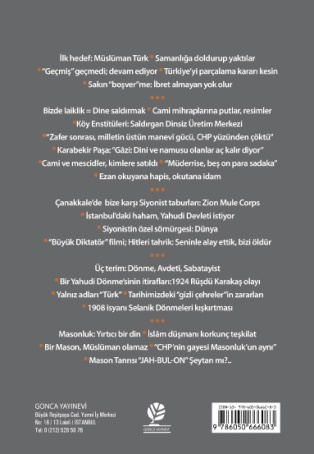 İlk hedef: Müslüman Türk * Samanlığa doldurup yaktılar
* "Geçmiş" geçmedi; devam ediyor * Türkiye'yi parçalama kararı kesin
* Sakın "boşver"me: İbret almayan yok olur
***
Bizde laiklik = Dine saldırmak * Cami mihraplarına putlar, resimler
* Köy Enstitüleri: Saldırgan Dinsiz Üretim Merkezi
* "Zafer sonrası, milletin üstün manevi gücü, CHP yüzünden çöktü"
* Karabekir Paşa: "Gâzi; Dini ve namusu olanlar aç kalır diyor"
* Cami ve mescidler, kimlere satıldı * "Müderrise, beş on para sadaka"
* Ezan okuyana hapis, okutana idam
***
Çanakkale'de bize karşı Siyonist taburları: Zion Mule Corps
* İstanbul'daki haham, Yahudi Devleti istiyor
* Siyonistin özel sömürgesi: Dünya
* "Büyük Diktatör" filmi; Hitleri tahrik: Seninle alay ettik, bizi öldür
***
Üç terim: Dönme, Avdeti, Sabatayist
* Bir Yahudi Dönme'sinin itirafları:1924 Rüşdü Karakaş olayı
* Yalnız adları "Türk" * Tarihimizdeki "gizli çehreler"in zararları
* 1908 isyanı Selanik Dönmeleri kışkırtması
***
Masonluk: Yırtıcı bir din * İslâm düşmanı korkunç teşkilat
* Bir Mason, Müslüman olamaz * "CHP'nin gayesi Masonluk'un aynı"
* Mason Tanrısı "JAH-BUL-ON" Şeytan mı?..
GONCA YAYINEVİ
Büyük Reşitpaşa Cad. Yümni İş Merkezi
No: 16 / 13 Laleli / İSTANBUL
Tel: 0 (212) 528 50 76
GONCA YAYINEVİ
9 786050 666083